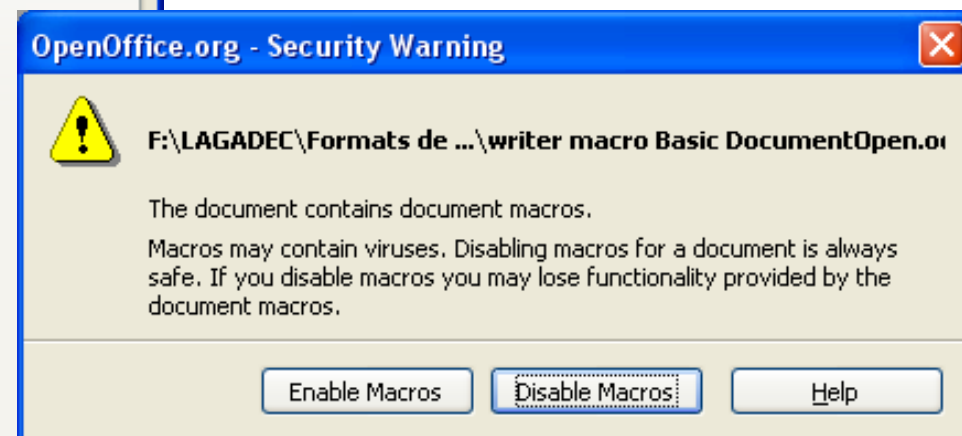 OpenOffice.org - Security Warning
F:\LAGADEC\Formats de ...\writer macro Basic DocumentOpen.o
The document contains document macros.
Macros may contain viruses. Disabling macros for a document is always
safe. If you disable macros you may lose functionality provided by the
document macros.
Enable Macros Disable Macros Help